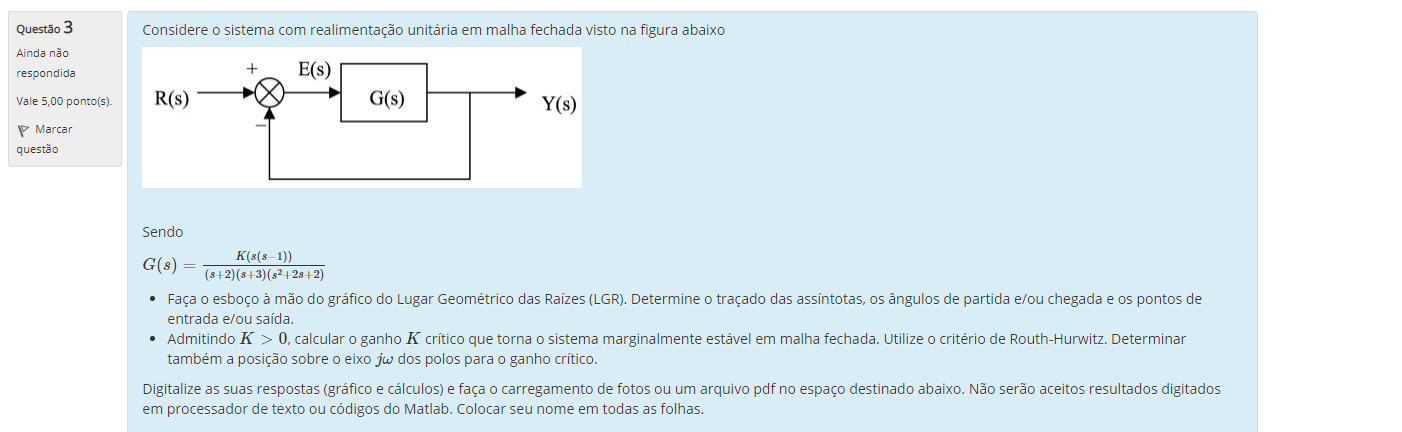 Questão 3
Ainda não
respondida
Vale 5,00 ponto(s).
Marcar
questão
Considere o sistema com realimentação unitária em malha fechada visto na figura abaixo
+
E(s)
R(s)
G(s)
Y(s)
−
Sendo
G(s) = K(s(s−1)) / (s+2)(s+3)(s²+2s+2)
• Faça o esboço à mão do gráfico do Lugar Geométrico das Raízes (LGR). Determine o traçado das assíntotas, os ângulos de partida e/ou chegada e os pontos de
entrada e/ou saída.
• Admitindo K > 0, calcular o ganho K crítico que torna o sistema marginalmente estável em malha fechada. Utilize o critério de Routh-Hurwitz. Determinar
também a posição sobre o eixo jω dos polos para o ganho crítico.
Digitalize as suas respostas (gráfico e cálculos) e faça o carregamento de fotos ou um arquivo pdf no espaço destinado abaixo. Não serão aceitos resultados digitados
em processador de texto ou códigos do Matlab. Colocar seu nome em todas as folhas.